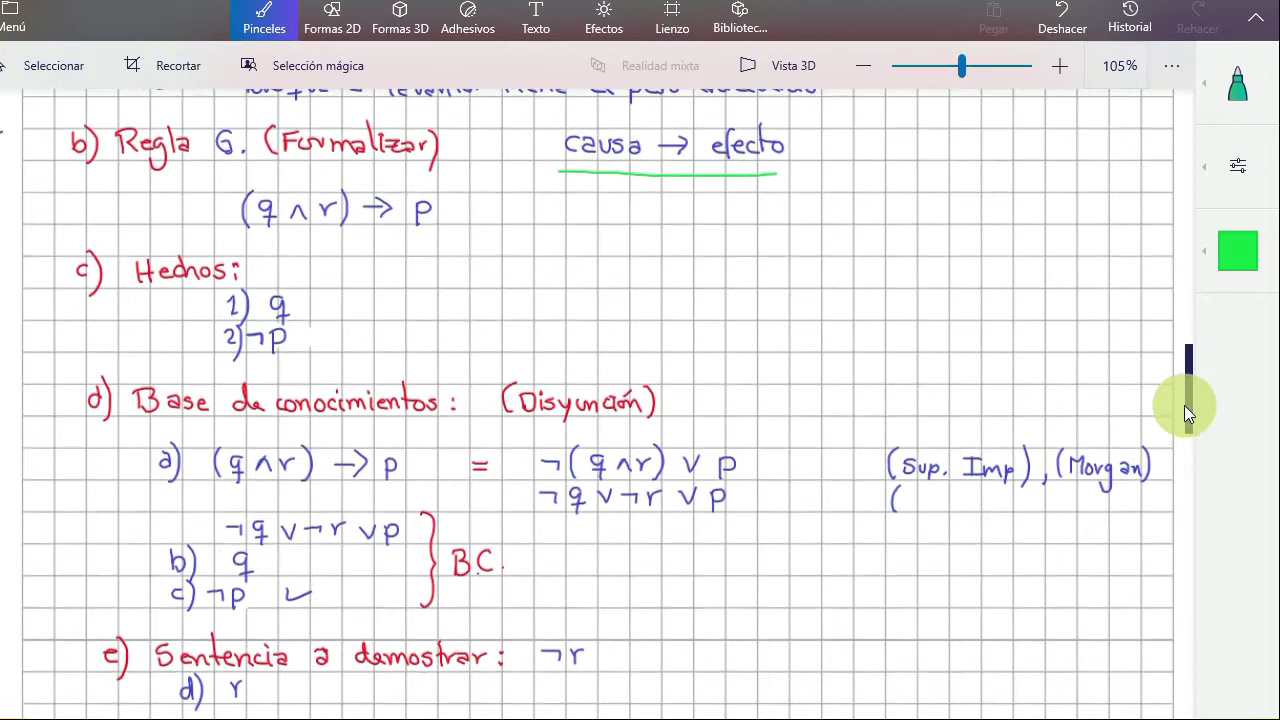 Menú
Pinceles Formas 2D Formas 3D Adhesivos Texto Efectos Lienzo Bibliotec... Pegar Deshacer Historial Rehacer
Seleccionar Recortar Selección mágica Realidad mixta Vista 3D 105%
b) Regla G. (Formalizar) causa → efecto
(q ∧ r) → p
c) Hechos:
1) q
2) ¬p
d) Base de conocimientos: (Disyunción)
a) (q ∧ r) → p = ¬(q ∧ r) ∨ p (Sup. Imp), (Morgan)
¬q ∨ ¬r ∨ p (
¬q ∨ ¬r ∨ p
b) q B.C.
c) ¬p ✓
e) Sentencia a demostrar: ¬r
d) r